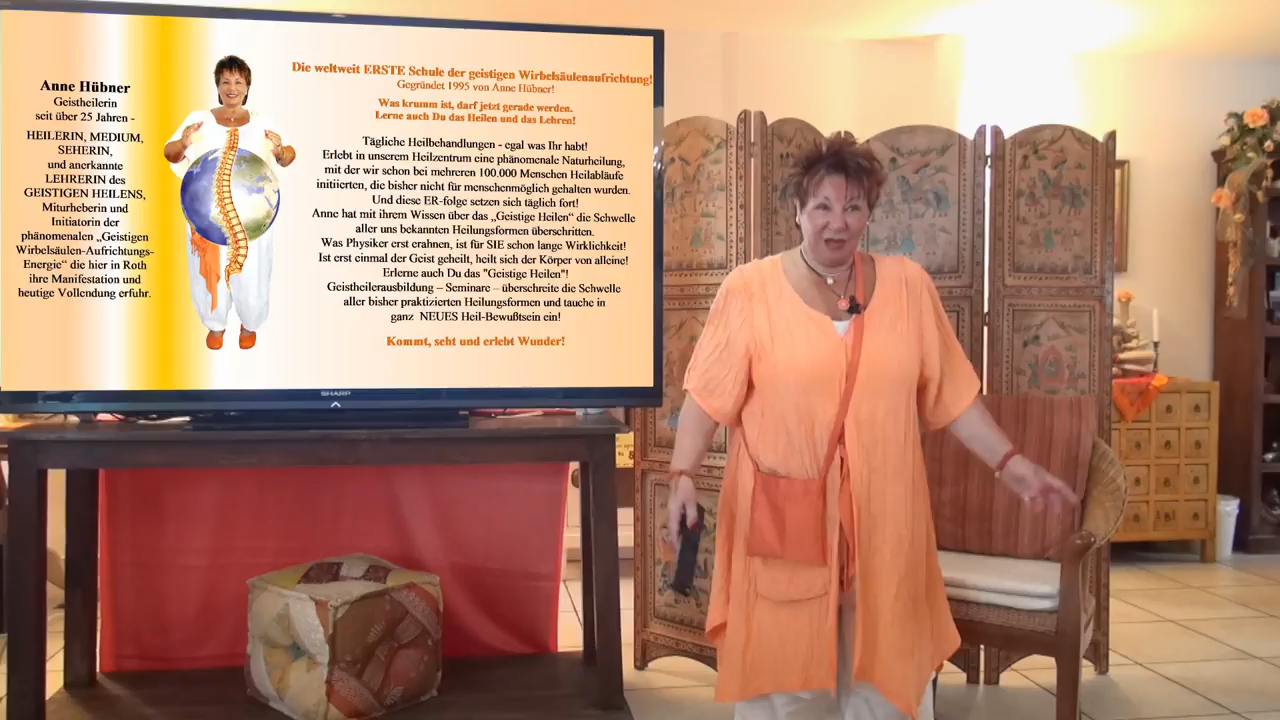 Anne Hübner
Geistheilerin
seit über 25 Jahren -
HEILERIN, MEDIUM,
SEHERIN,
und anerkannte
LEHRERIN des
GEISTIGEN HEILENS,
Miturheberin und
Initiatorin der
phänomenalen „Geistigen
Wirbelsäulen-Aufrichtungs-
Energie“ die hier in Roth
ihre Manifestation und
heutige Vollendung erfuhr.
Die weltweit ERSTE Schule der geistigen Wirbelsäulenaufrichtung!
Gegründet 1995 von Anne Hübner!
Was krumm ist, darf jetzt gerade werden.
Lerne auch Du das Heilen und das Lehren!
Tägliche Heilbehandlungen - egal was Ihr habt!
Erlebt in unserem Heilzentrum eine phänomenale Naturheilung,
mit der wir schon bei mehreren 100.000 Menschen Heilabläufe
initiierten, die bisher nicht für menschenmöglich gehalten wurden.
Und diese ER-folge setzen sich täglich fort!
Anne hat mit ihrem Wissen über das „Geistige Heilen“ die Schwelle
aller uns bekannten Heilungsformen überschritten.
Was Physiker erst erahnen, ist für SIE schon lange Wirklichkeit!
Ist erst einmal der Geist geheilt, heilt sich der Körper von alleine!
Erlerne auch Du das "Geistige Heilen"!
Geistheilerausbildung – Seminare – überschreite die Schwelle
aller bisher praktizierten Heilungsformen und tauche in
ganz NEUES Heil-Bewußtsein ein!
Kommt, seht und erlebt Wunder!
SHARP